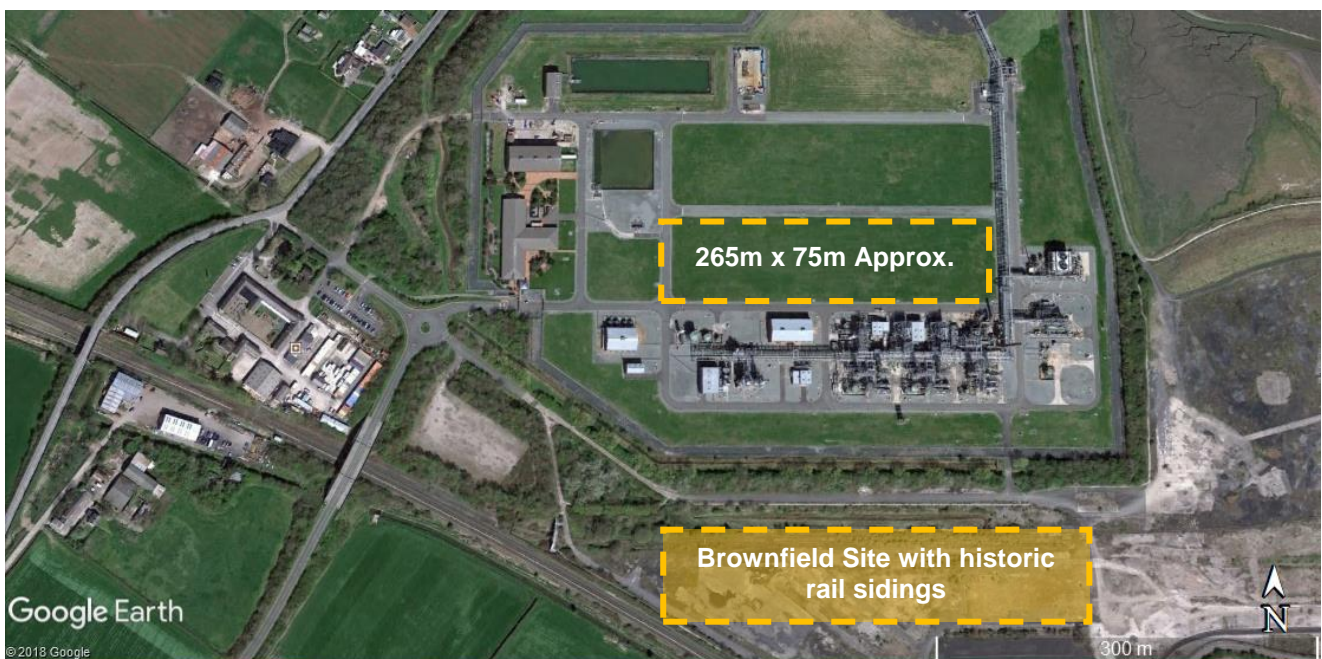 265m x 75m Approx.
Brownfield Site with historic
rail sidings
Google Earth
N
© 2018 Google
300 m